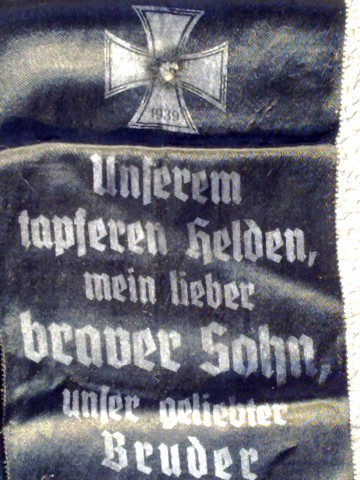 1939
Unserem
tapferen Helden,
mein lieber
braver Sohn,
unser geliebter
Bruder